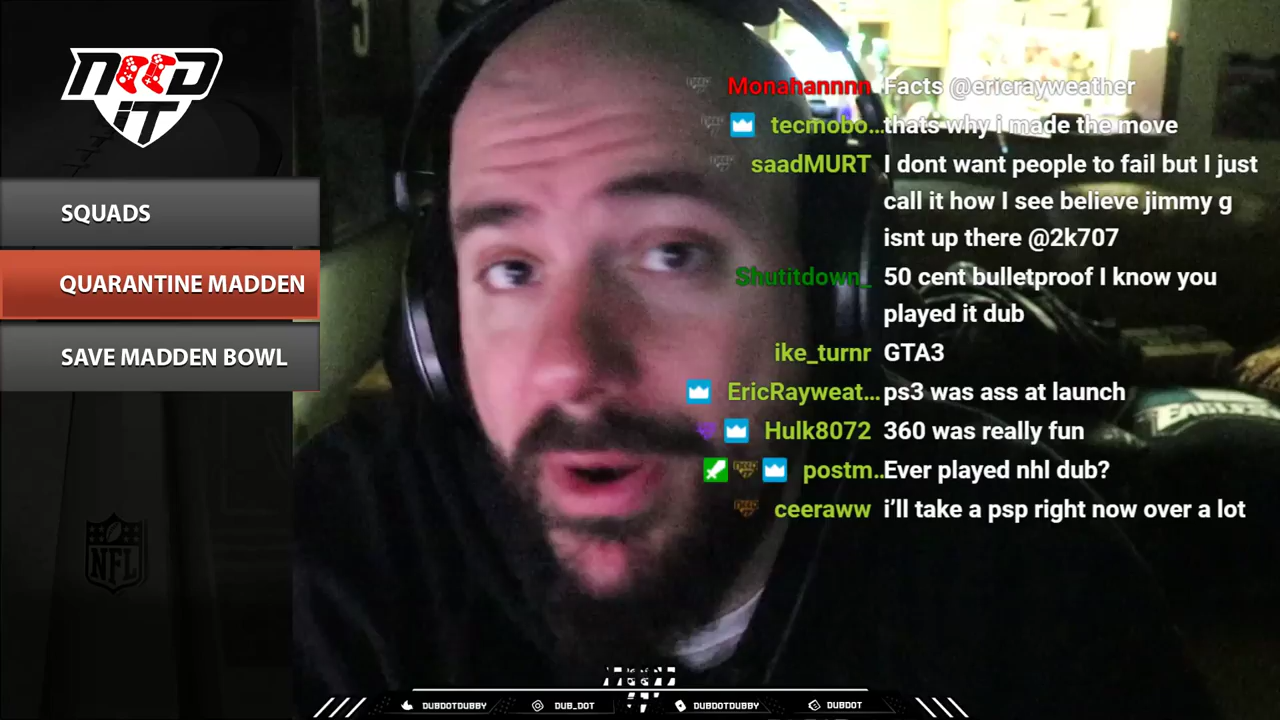 NEED
IT
SQUADS
QUARANTINE MADDEN
SAVE MADDEN BOWL
NFL
Monahannnn Facts @ericrayweather
tecmobo... thats why i made the move
saadMURT I dont want people to fail but I just
call it how I see believe jimmy g
isnt up there @2k707
Shutitdown_ 50 cent bulletproof I know you
played it dub
ike_turnr GTA3
EricRayweat... ps3 was ass at launch
Hulk8072 360 was really fun
postm.. Ever played nhl dub?
ceeraww i'll take a psp right now over a lot
EAGLES
DUBDOTDUBBY DUB_DOT DUBDOTDUBBY DUBDOT